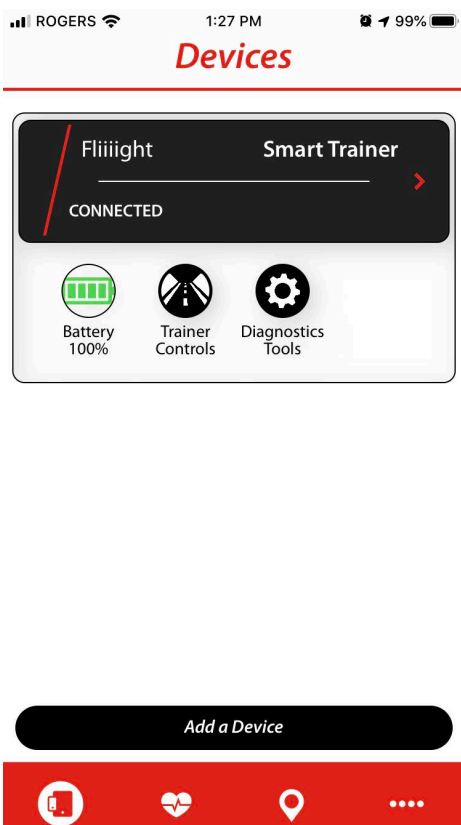 ROGERS 1:27 PM 99%
Devices
Fliiiight Smart Trainer
CONNECTED
Battery Trainer Diagnostics
100% Controls Tools
Add a Device